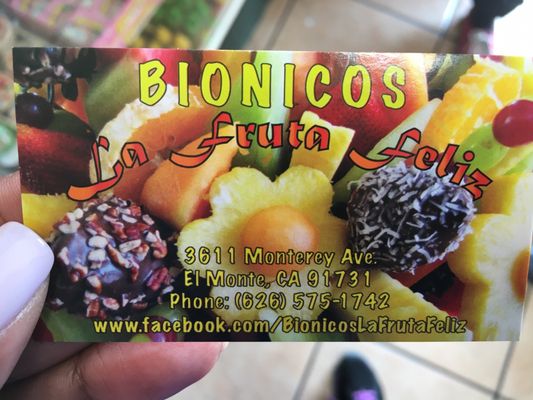 BIONICOS
La Fruta Feliz
3611 Monterey Ave.
El Monte, CA 91731
Phone: (626) 575-1742
www.facebook.com/BionicosLaFrutaFeliz